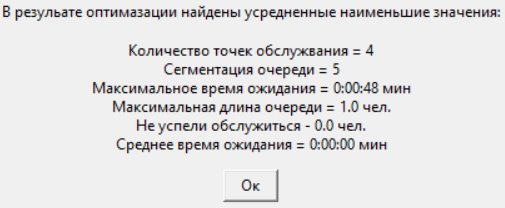 В резульате оптимазации найдены усредненные наименьшие значения:
Количество точек обслужвания = 4
Сегментация очереди = 5
Максимальное время ожидания = 0:00:48 мин
Максимальная длина очереди = 1.0 чел.
Не успели обслужиться - 0.0 чел.
Среднее время ожидания = 0:00:00 мин
Ок